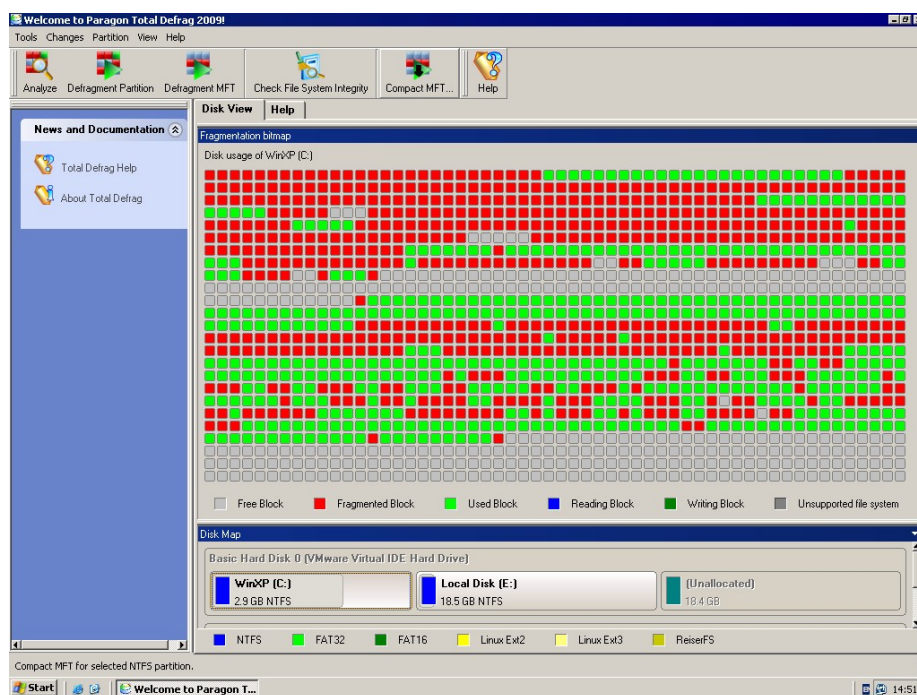 Welcome to Paragon Total Defrag 2009!
Tools Changes Partition View Help
Analyze Defragment Partition Defragment MFT Check File System Integrity Compact MFT... Help
News and Documentation
Total Defrag Help
About Total Defrag
Disk View Help
Fragmentation bitmap
Disk usage of WinXP (C:)
Free Block Fragmented Block Used Block Reading Block Writing Block Unsupported file system
Disk Map
Basic Hard Disk 0 (VMware Virtual IDE Hard Drive)
WinXP (C:)
2.9 GB NTFS
Local Disk (E:)
18.5 GB NTFS
(Unallocated)
18.4 GB
NTFS FAT32 FAT16 Linux Ext2 Linux Ext3 ReiserFS
Compact MFT for selected NTFS partition.
Start Welcome to Paragon T... 14:51